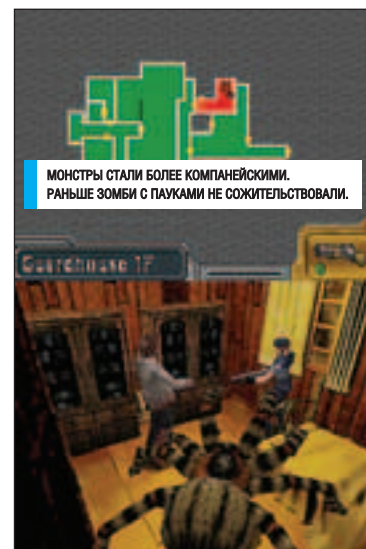 МОНСТРЫ СТАЛИ БОЛЕЕ КОМПАНЕЙСКИМИ.
РАНЬШЕ ЗОМБИ С ПАУКАМИ НЕ СОЖИТЕЛЬСТВОВАЛИ.
Guardhouse 1F